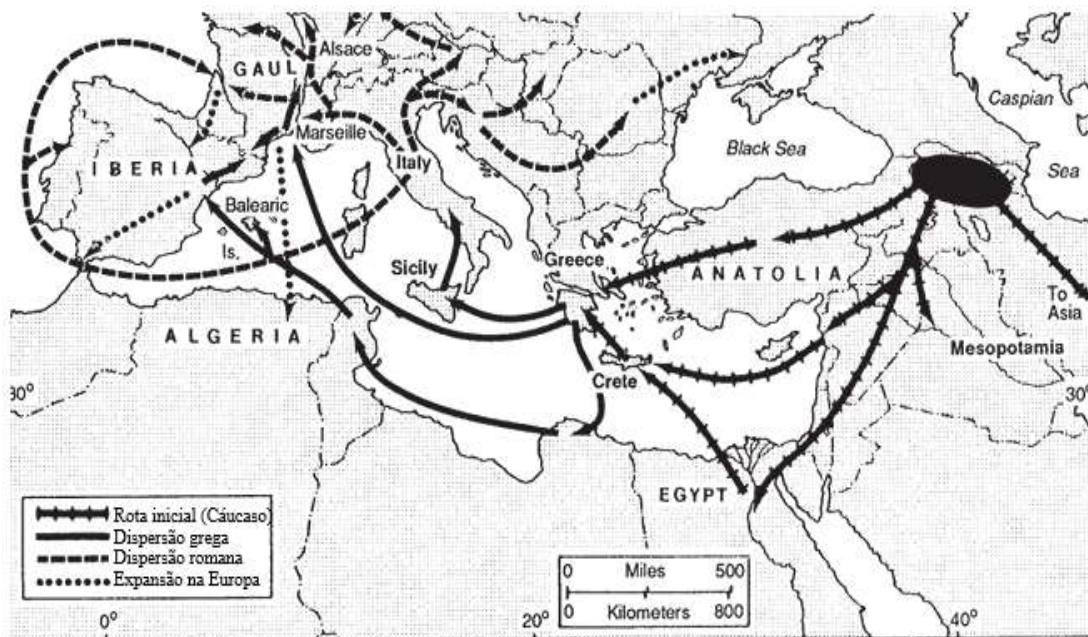 Alsace
GAUL
Caspian
Sea
Black Sea
Marseille
Italy
IBERIA
Balearic
Is.
Greece
ANATOLIA
Sicily
To
Asia
ALGERIA
Mesopotamia
Crete
30°
30°
EGYPT
Rota inicial (Cáucaso)
Dispersão grega
Dispersão romana
Expansão na Europa
0 Miles 500
0 Kilometers 800
0°
20°
40°